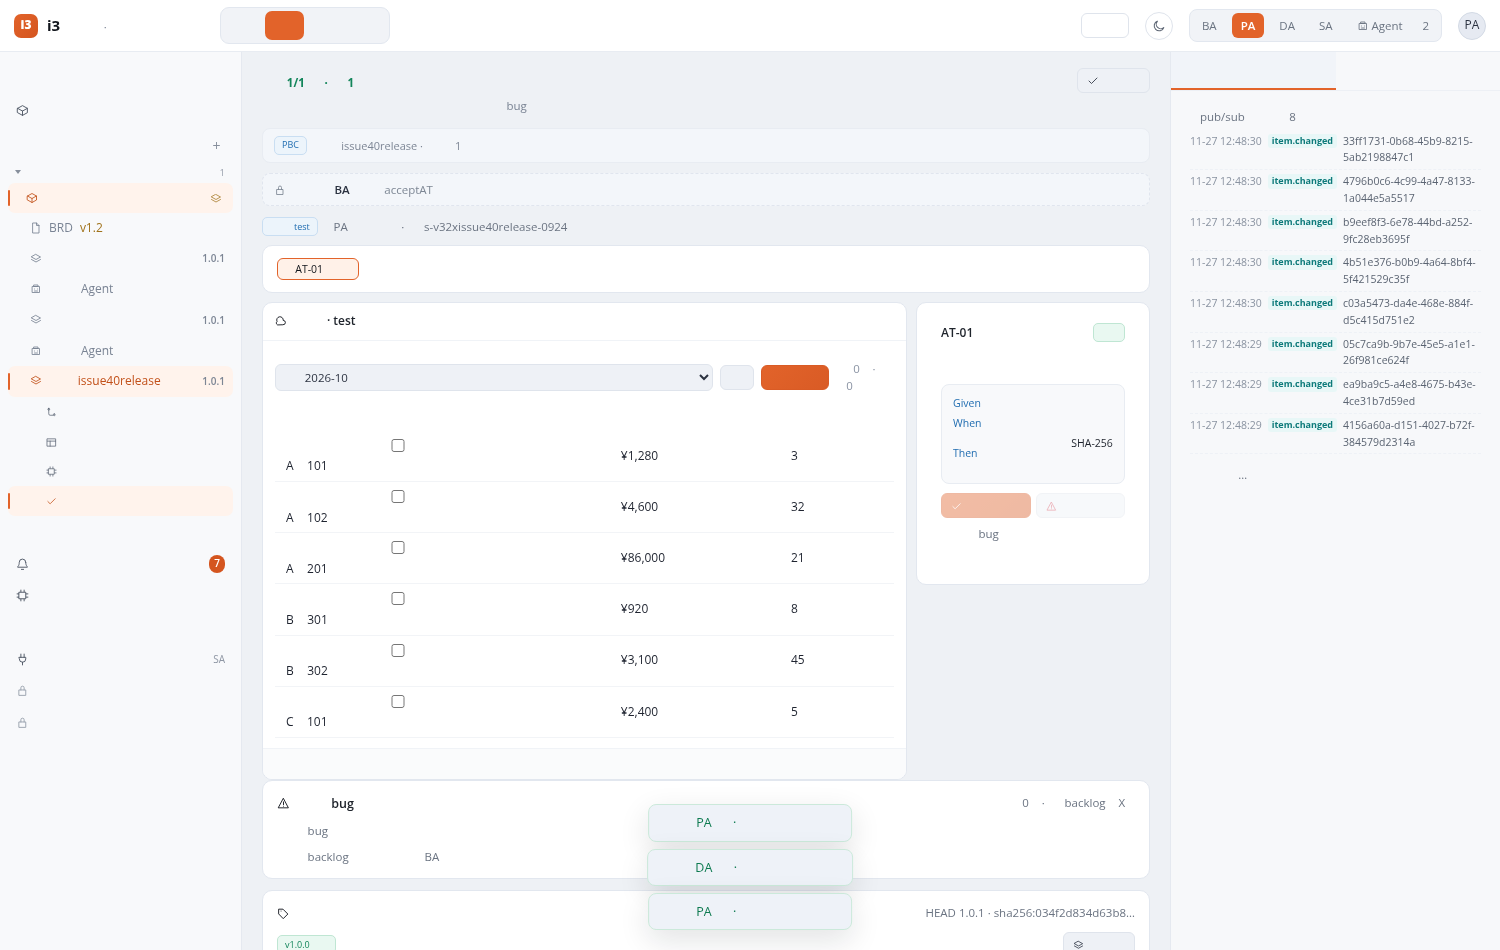 i3 i3 ·
BA PA DA SA Agent 2 PA
1/1 · 1
bug
PBC issue40release · 1
BA acceptAT
test PA · s-v32xissue40release-0924
AT-01
+
1
BRD v1.2
1.0.1
Agent
1.0.1
Agent
issue40release 1.0.1
7
SA
· test
2026-10
0 ·
0
A 101 ¥1,280 3
A 102 ¥4,600 32
A 201 ¥86,000 21
B 301 ¥920 8
B 302 ¥3,100 45
C 101 ¥2,400 5
AT-01
Given
When
SHA-256
Then
bug
bug 0 · backlog X
bug
backlog BA
PA ·
DA ·
PA ·
HEAD 1.0.1 · sha256:034f2d834d63b8...
v1.0.0
pub/sub 8
11-27 12:48:30 item.changed 33ff1731-0b68-45b9-8215-
5ab2198847c1
11-27 12:48:30 item.changed 4796b0c6-4c99-4a47-8133-
1a044e5a5517
11-27 12:48:30 item.changed b9eef8f3-6e78-44bd-a252-
9fc28eb3695f
11-27 12:48:30 item.changed 4b51e376-b0b9-4a64-8bf4-
5f421529c35f
11-27 12:48:30 item.changed c03a5473-da4e-468e-884f-
d5c415d751e2
11-27 12:48:29 item.changed 05c7ca9b-9b7e-45e5-a1e1-
26f981ce624f
11-27 12:48:29 item.changed ea9ba9c5-a4e8-4675-b43e-
4ce31b7d59ed
11-27 12:48:29 item.changed 4156a60a-d151-4027-b72f-
384579d2314a
...